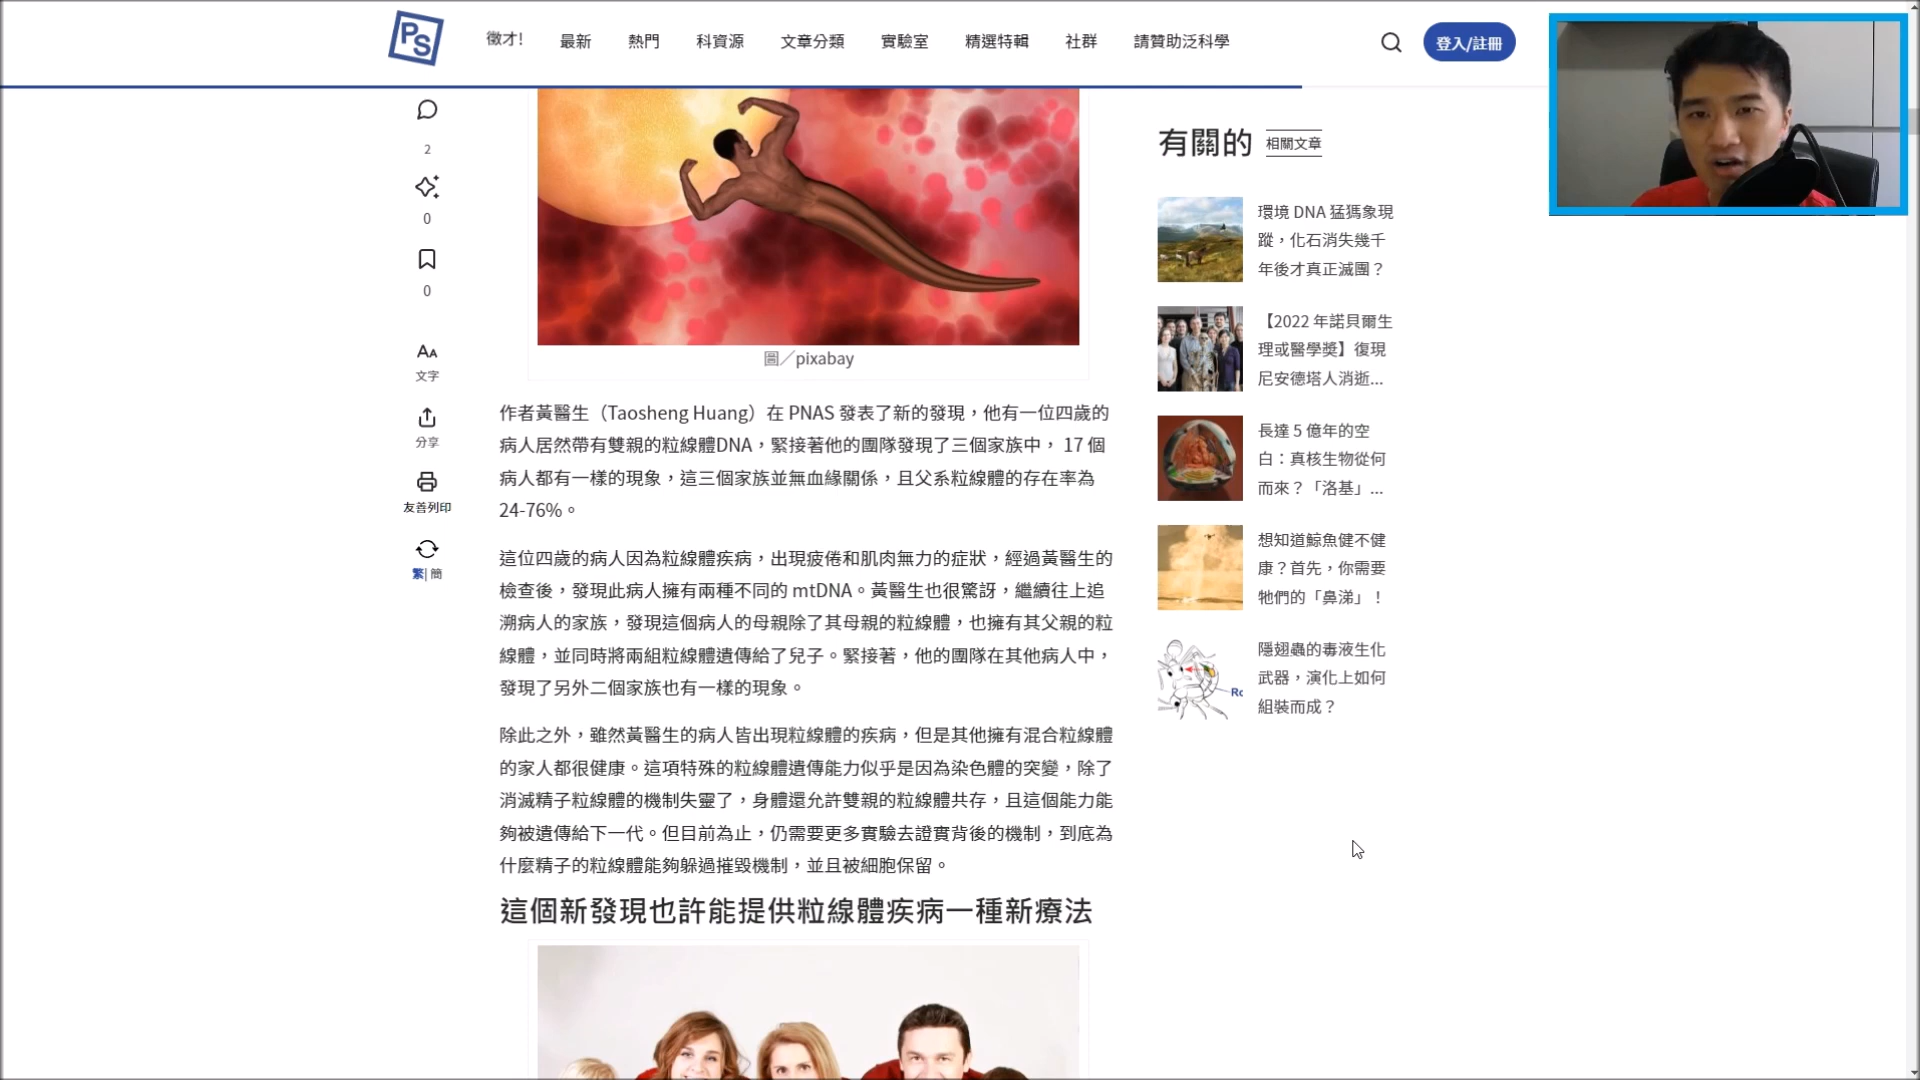 PS
徵才!
最新
熱門
科資源
文章分類
實驗室
精選特輯
社群
請贊助泛科學
登入/註冊
2
0
0
AA
文字
分享
友善列印
繁| 簡
圖／pixabay
作者黃醫生（Taosheng Huang）在 PNAS 發表了新的發現，他有一位四歲的
病人居然帶有雙親的粒線體DNA，緊接著他的團隊發現了三個家族中， 17 個
病人都有一樣的現象，這三個家族並無血緣關係，且父系粒線體的存在率為
24-76%。
這位四歲的病人因為粒線體疾病，出現疲倦和肌肉無力的症狀，經過黃醫生的
檢查後，發現此病人擁有兩種不同的 mtDNA。黃醫生也很驚訝，繼續往上追
溯病人的家族，發現這個病人的母親除了其母親的粒線體，也擁有其父親的粒
線體，並同時將兩組粒線體遺傳給了兒子。緊接著，他的團隊在其他病人中，
發現了另外二個家族也有一樣的現象。
除此之外，雖然黃醫生的病人皆出現粒線體的疾病，但是其他擁有混合粒線體
的家人都很健康。這項特殊的粒線體遺傳能力似乎是因為染色體的突變，除了
消滅精子粒線體的機制失靈了，身體還允許雙親的粒線體共存，且這個能力能
夠被遺傳給下一代。但目前為止，仍需要更多實驗去證實背後的機制，到底為
什麼精子的粒線體能夠躲過摧毀機制，並且被細胞保留。
這個新發現也許能提供粒線體疾病一種新療法
有關的 相關文章
環境 DNA 猛獁象現
蹤，化石消失幾千
年後才真正滅團？
【2022 年諾貝爾生
理或醫學獎】復現
尼安德塔人消逝...
長達 5 億年的空
白：真核生物從何
而來？「洛基」...
想知道鯨魚健不健
康？首先，你需要
牠們的「鼻涕」！
隱翅蟲的毒液生化
武器，演化上如何
組裝而成？
Ro